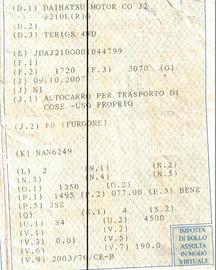 (D.1) DAIHATSU MOTOR CO J2
J210L(R)G
(D.2)
(D.3) TERIOS 4WD
(E) JDAJ210G001044799
(F.1)
(F.2) 1720 (F.3) 3070 (G)
(I) 09.10.2007
(J) N1
(J.1) AUTOCARRO PER TRASPORTO DI
COSE -USO PROPRIO
(J.2) F0 (FURGONE)
(K) NAN6249
(L) 2 (N.1) (N.2)
(N.3) (N.4) (N.5)
(O.1) 1350 (O.2)
(P.1) 1495 (P.2) 077.00 (P.3) BENZ
(P.5) 3SZ
(Q) (S.1) (S.2)
(U.1) 84 (U.2) 4500
(V.1) (V.2)
(V.3) 0.01 (V.5)
(V.6) (V.7) 190.0
(V.9) 2003/76/CE-B
IMPOSTA
DI BOLLO
ASSOLTA
IN MODO
VIRTUALE